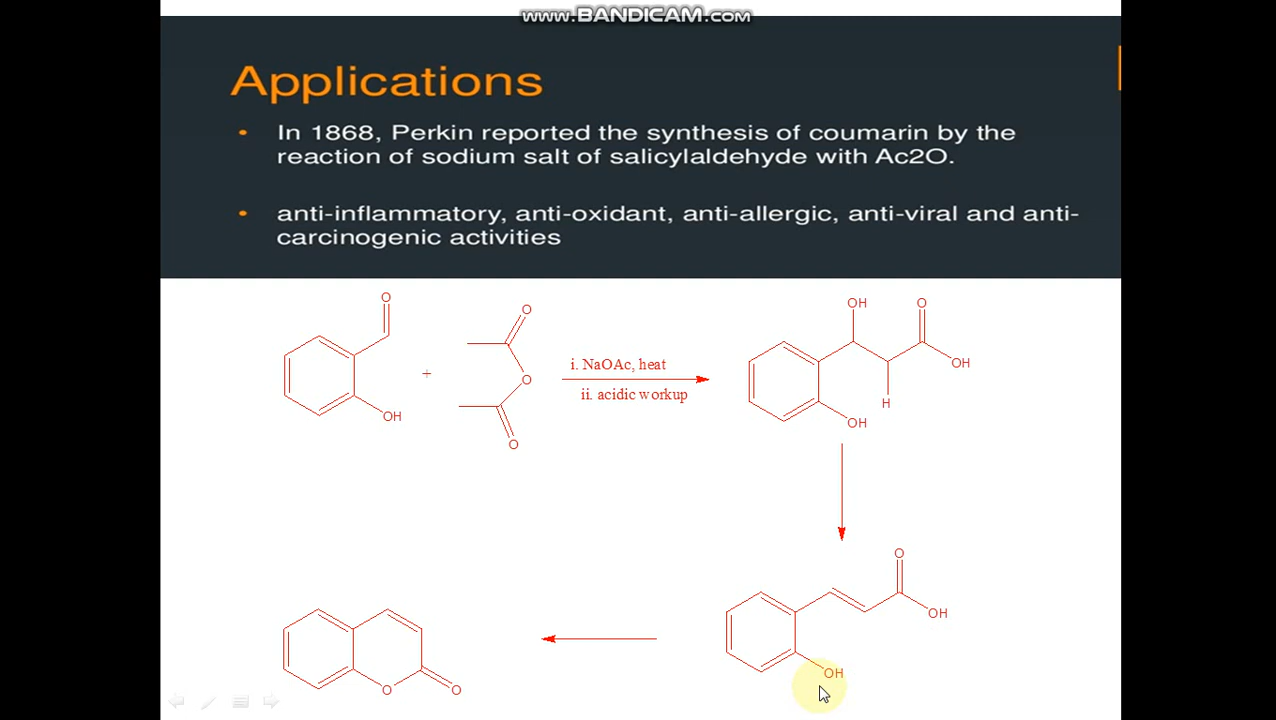 www.BANDICAM.com
Applications
• In 1868, Perkin reported the synthesis of coumarin by the
reaction of sodium salt of salicylaldehyde with Ac2O.
• anti-inflammatory, anti-oxidant, anti-allergic, anti-viral and anti-
carcinogenic activities
O
OH
+
O
O
O
i. NaOAc, heat
ii. acidic workup
OH
O
OH
H
OH
O
OH
OH
O
O